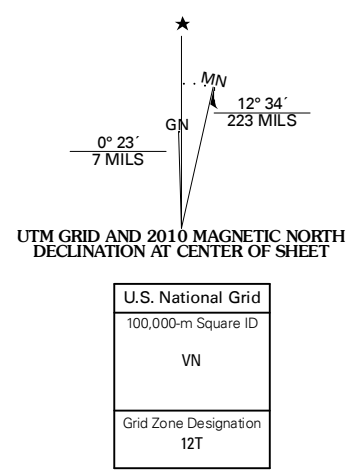 ★
MN
GN
12° 34´
223 MILS
0° 23´
7 MILS
UTM GRID AND 2010 MAGNETIC NORTH
DECLINATION AT CENTER OF SHEET
U.S. National Grid
100,000-m Square ID
VN
Grid Zone Designation
12T